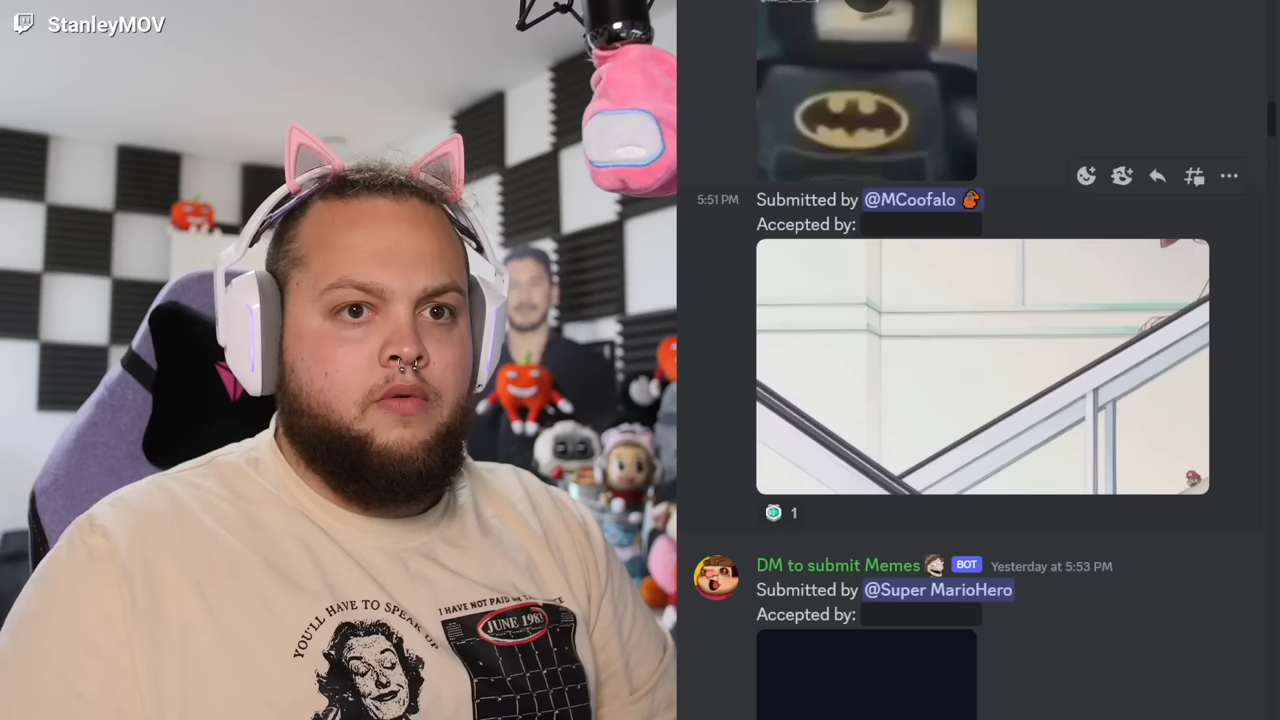 StanleyMOV
5:51 PM
Submitted by @MCoofalo
Accepted by:
1
DM to submit Memes BOT Yesterday at 5:53 PM
Submitted by @Super MarioHero
Accepted by:
YOU'LL HAVE TO SPEAK UP
I HAVE NOT PAID
JUNE 1983